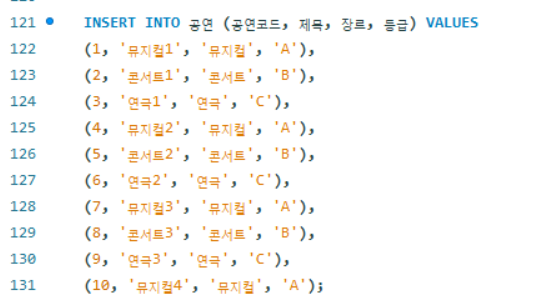 121 INSERT INTO 공연 (공연코드, 제목, 장르, 등급) VALUES
122 (1, '뮤지컬1', '뮤지컬', 'A'),
123 (2, '콘서트1', '콘서트', 'B'),
124 (3, '연극1', '연극', 'C'),
125 (4, '뮤지컬2', '뮤지컬', 'A'),
126 (5, '콘서트2', '콘서트', 'B'),
127 (6, '연극2', '연극', 'C'),
128 (7, '뮤지컬3', '뮤지컬', 'A'),
129 (8, '콘서트3', '콘서트', 'B'),
130 (9, '연극3', '연극', 'C'),
131 (10, '뮤지컬4', '뮤지컬', 'A');